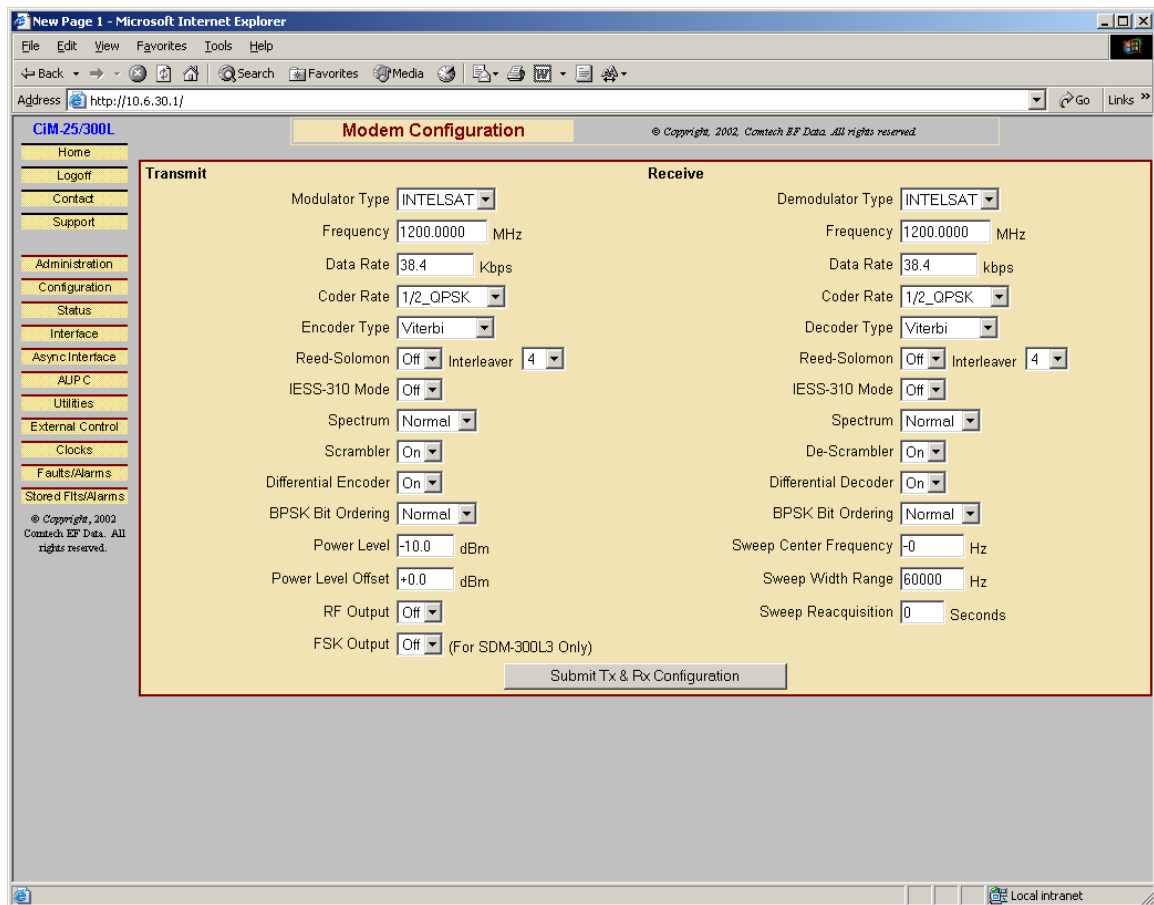 New Page 1 - Microsoft Internet Explorer
File Edit View Favorites Tools Help
Back Search Favorites Media
Address http://10.6.30.1/ Go Links »
CiM-25/300L
Home
Logoff
Contact
Support
Administration
Configuration
Status
Interface
Async Interface
AUPC
Utilities
External Control
Clocks
Faults/Alarms
Stored Flts/Alarms
© Copyright, 2002
Comtech EF Data. All
rights reserved.
Modem Configuration
© Copyright, 2002, Comtech EF Data. All rights reserved.
Transmit
Modulator Type INTELSAT
Frequency 1200.0000 MHz
Data Rate 38.4 Kbps
Coder Rate 1/2_QPSK
Encoder Type Viterbi
Reed-Solomon Off Interleaver 4
IESS-310 Mode Off
Spectrum Normal
Scrambler On
Differential Encoder On
BPSK Bit Ordering Normal
Power Level -10.0 dBm
Power Level Offset +0.0 dBm
RF Output Off
FSK Output Off (For SDM-300L3 Only)
Receive
Demodulator Type INTELSAT
Frequency 1200.0000 MHz
Data Rate 38.4 kbps
Coder Rate 1/2_QPSK
Decoder Type Viterbi
Reed-Solomon Off Interleaver 4
IESS-310 Mode Off
Spectrum Normal
De-Scrambler On
Differential Decoder On
BPSK Bit Ordering Normal
Sweep Center Frequency -0 Hz
Sweep Width Range 60000 Hz
Sweep Reacquisition 0 Seconds
Submit Tx & Rx Configuration
Local intranet